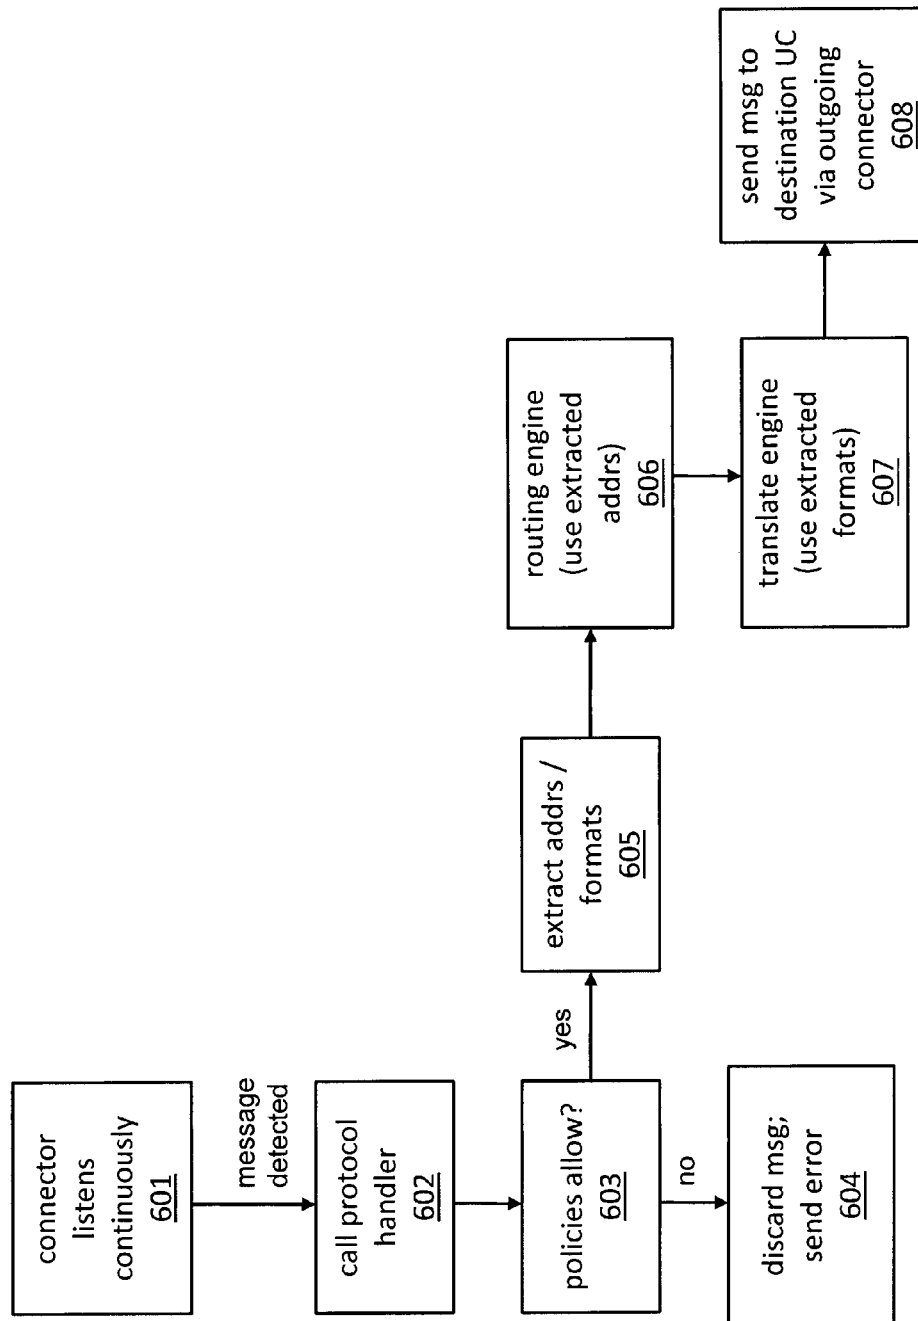 connector
listens
continuously
601
message
detected
call protocol
handler
602
policies allow?
603
no
discard msg;
send error
604
yes
extract addrs /
formats
605
routing engine
(use extracted
addrs)
606
translate engine
(use extracted
formats)
607
send msg to
destination UC
via outgoing
connector
608